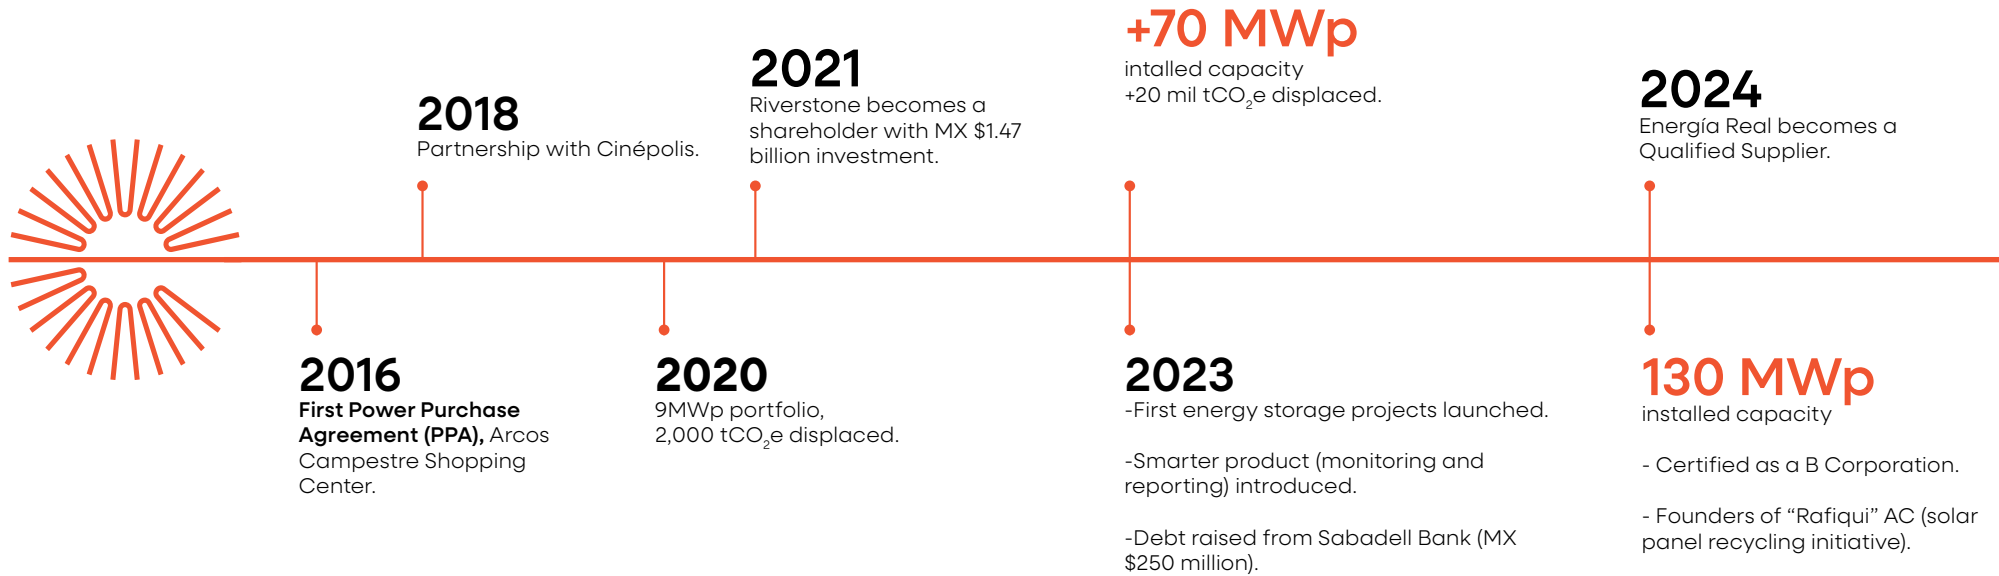 2016
First Power Purchase
Agreement (PPA), Arcos
Campestre Shopping
Center.
2018
Partnership with Cinépolis.
2020
9MWp portfolio,
2,000 tCO₂e displaced.
2021
Riverstone becomes a
shareholder with MX $1.47
billion investment.
+70 MWp
intalled capacity
+20 mil tCO₂e displaced.
2023
-First energy storage projects launched.
-Smarter product (monitoring and
reporting) introduced.
-Debt raised from Sabadell Bank (MX
$250 million).
2024
Energía Real becomes a
Qualified Supplier.
130 MWp
installed capacity
- Certified as a B Corporation.
- Founders of “Rafiqui” AC (solar
panel recycling initiative).